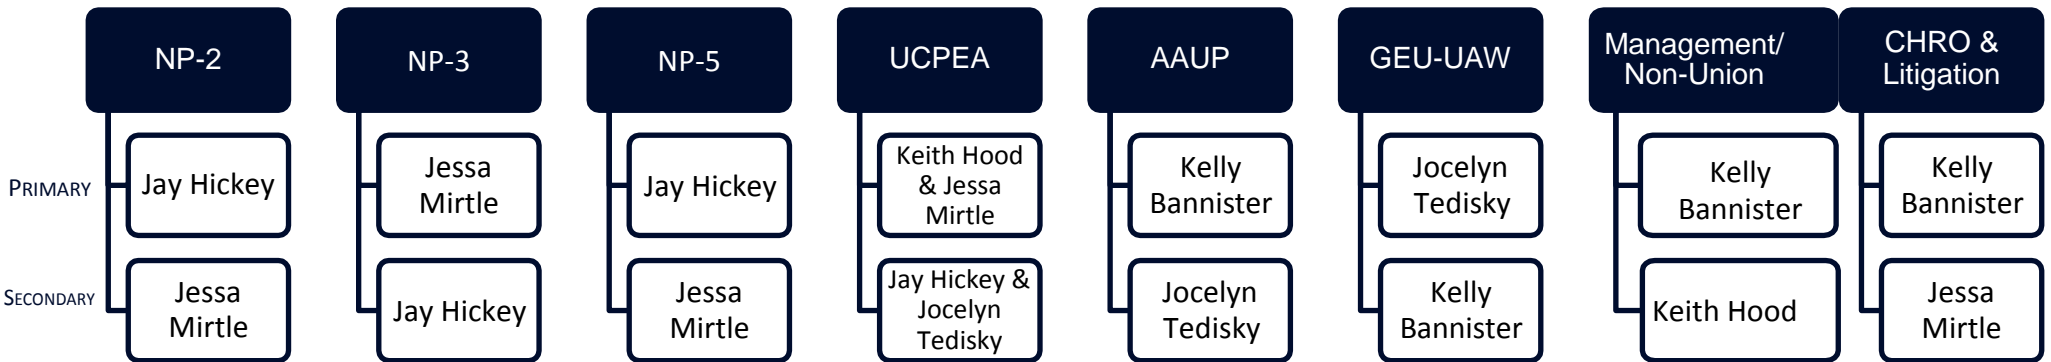 NP-2
NP-3
NP-5
UCPEA
AAUP
GEU-UAW
Management/
Non-Union
CHRO &
Litigation
PRIMARY
Jay Hickey
Jessa
Mirtle
Jay Hickey
Keith Hood
& Jessa
Mirtle
Kelly
Bannister
Jocelyn
Tedisky
Kelly
Bannister
Kelly
Bannister
SECONDARY
Jessa
Mirtle
Jay Hickey
Jessa
Mirtle
Jay Hickey &
Jocelyn
Tedisky
Jocelyn
Tedisky
Kelly
Bannister
Keith Hood
Jessa
Mirtle